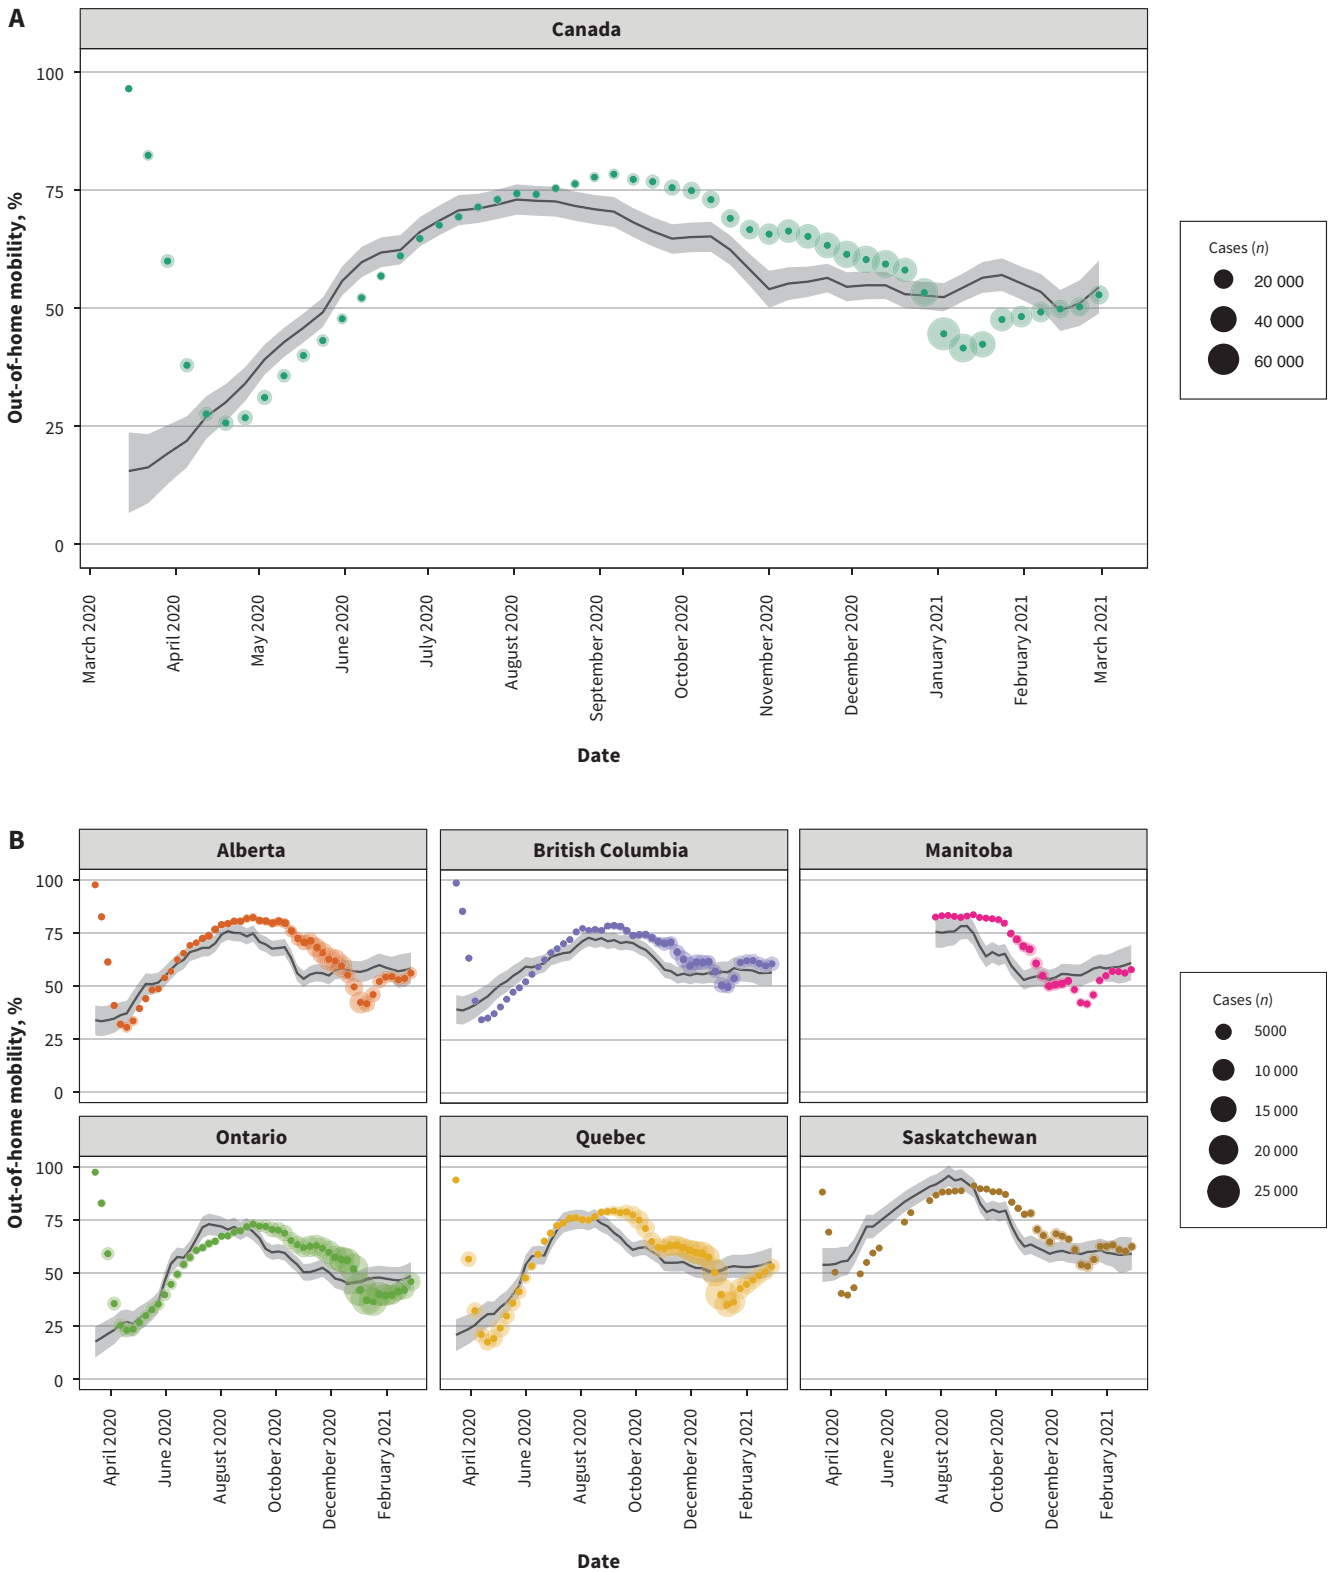 A
Canada
Out-of-home mobility, %
100
75
50
25
0
March 2020
April 2020
May 2020
June 2020
July 2020
August 2020
September 2020
October 2020
November 2020
December 2020
January 2021
February 2021
March 2021
Date
Cases (n)
20 000
40 000
60 000
B
Alberta
British Columbia
Manitoba
Out-of-home mobility, %
100
75
50
25
0
Ontario
Quebec
Saskatchewan
100
75
50
25
0
April 2020
June 2020
August 2020
October 2020
December 2020
February 2021
April 2020
June 2020
August 2020
October 2020
December 2020
February 2021
April 2020
June 2020
August 2020
October 2020
December 2020
February 2021
Date
Cases (n)
5000
10 000
15 000
20 000
25 000